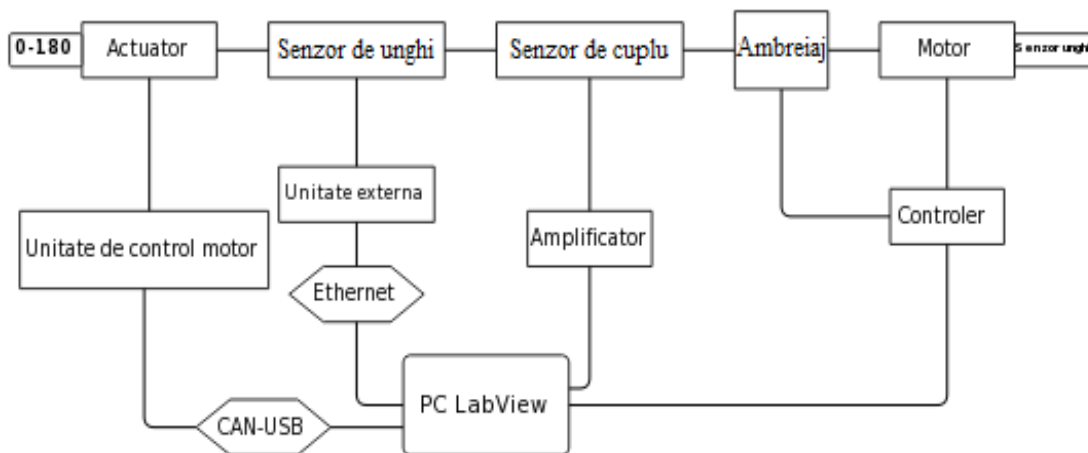 0-180
Actuator
Senzor de unghi
Senzor de cuplu
Ambreiaj
Motor
Senzor unghi
Unitate externa
Controler
Unitate de control motor
Amplificator
Ethernet
PC LabView
CAN-USB